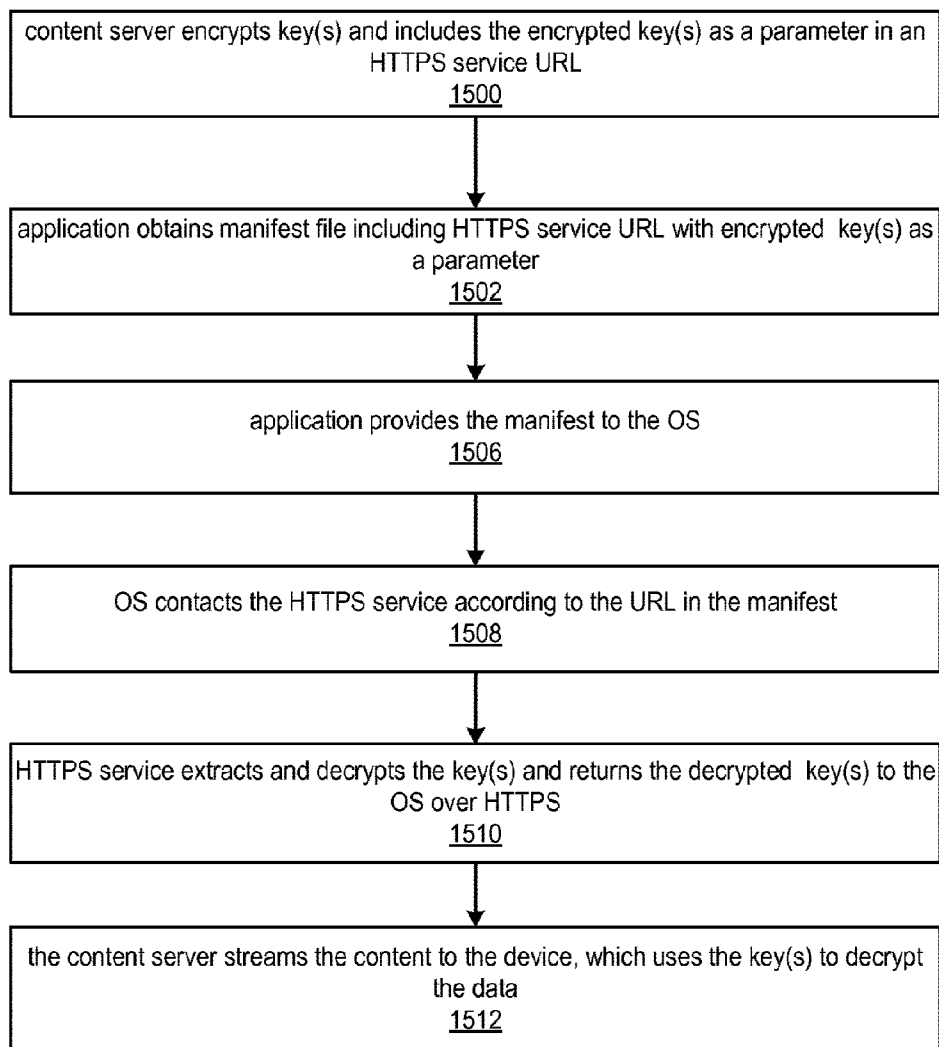 content server encrypts key(s) and includes the encrypted key(s) as a parameter in an
HTTPS service URL
1500
application obtains manifest file including HTTPS service URL with encrypted key(s) as
a parameter
1502
application provides the manifest to the OS
1506
OS contacts the HTTPS service according to the URL in the manifest
1508
HTTPS service extracts and decrypts the key(s) and returns the decrypted key(s) to the
OS over HTTPS
1510
the content server streams the content to the device, which uses the key(s) to decrypt
the data
1512